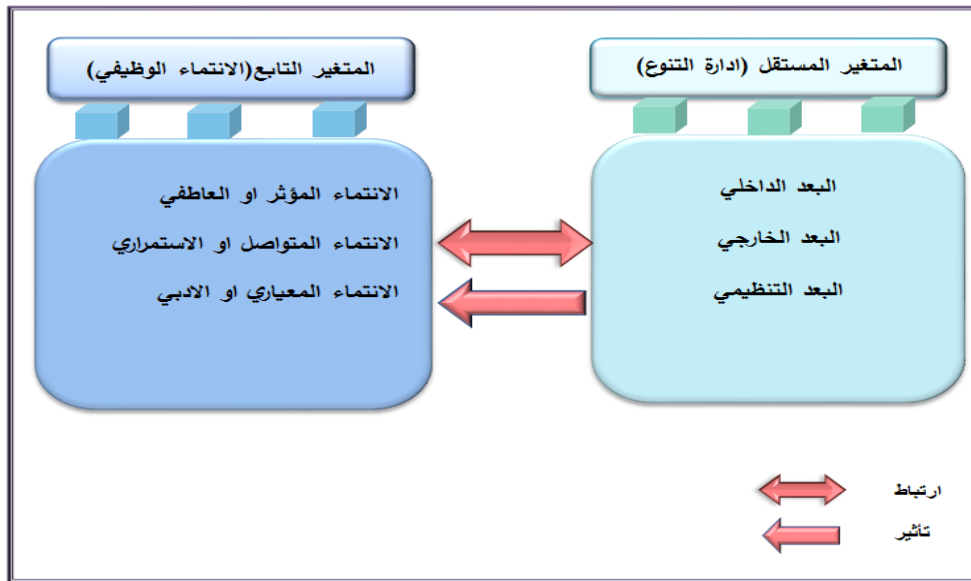 المتغير المستقل (ادارة التنوع)
البعد الداخلي
البعد الخارجي
البعد التنظيمي
المتغير التابع(الانتماء الوظيفي)
الانتماء المؤثر او العاطفي
الانتماء المتواصل او الاستمراري
الانتماء المعياري او الادبي
ارتباط
تأثير